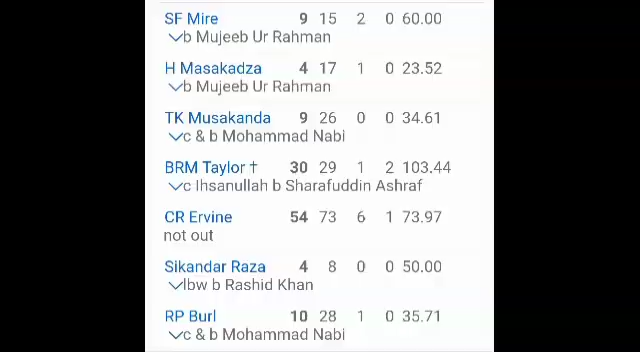 SF Mire 9 15 2 0 60.00
b Mujeeb Ur Rahman
H Masakadza 4 17 1 0 23.52
b Mujeeb Ur Rahman
TK Musakanda 9 26 0 0 34.61
c & b Mohammad Nabi
BRM Taylor † 30 29 1 2 103.44
c Ihsanullah b Sharafuddin Ashraf
CR Ervine 54 73 6 1 73.97
not out
Sikandar Raza 4 8 0 0 50.00
lbw b Rashid Khan
RP Burl 10 28 1 0 35.71
c & b Mohammad Nabi